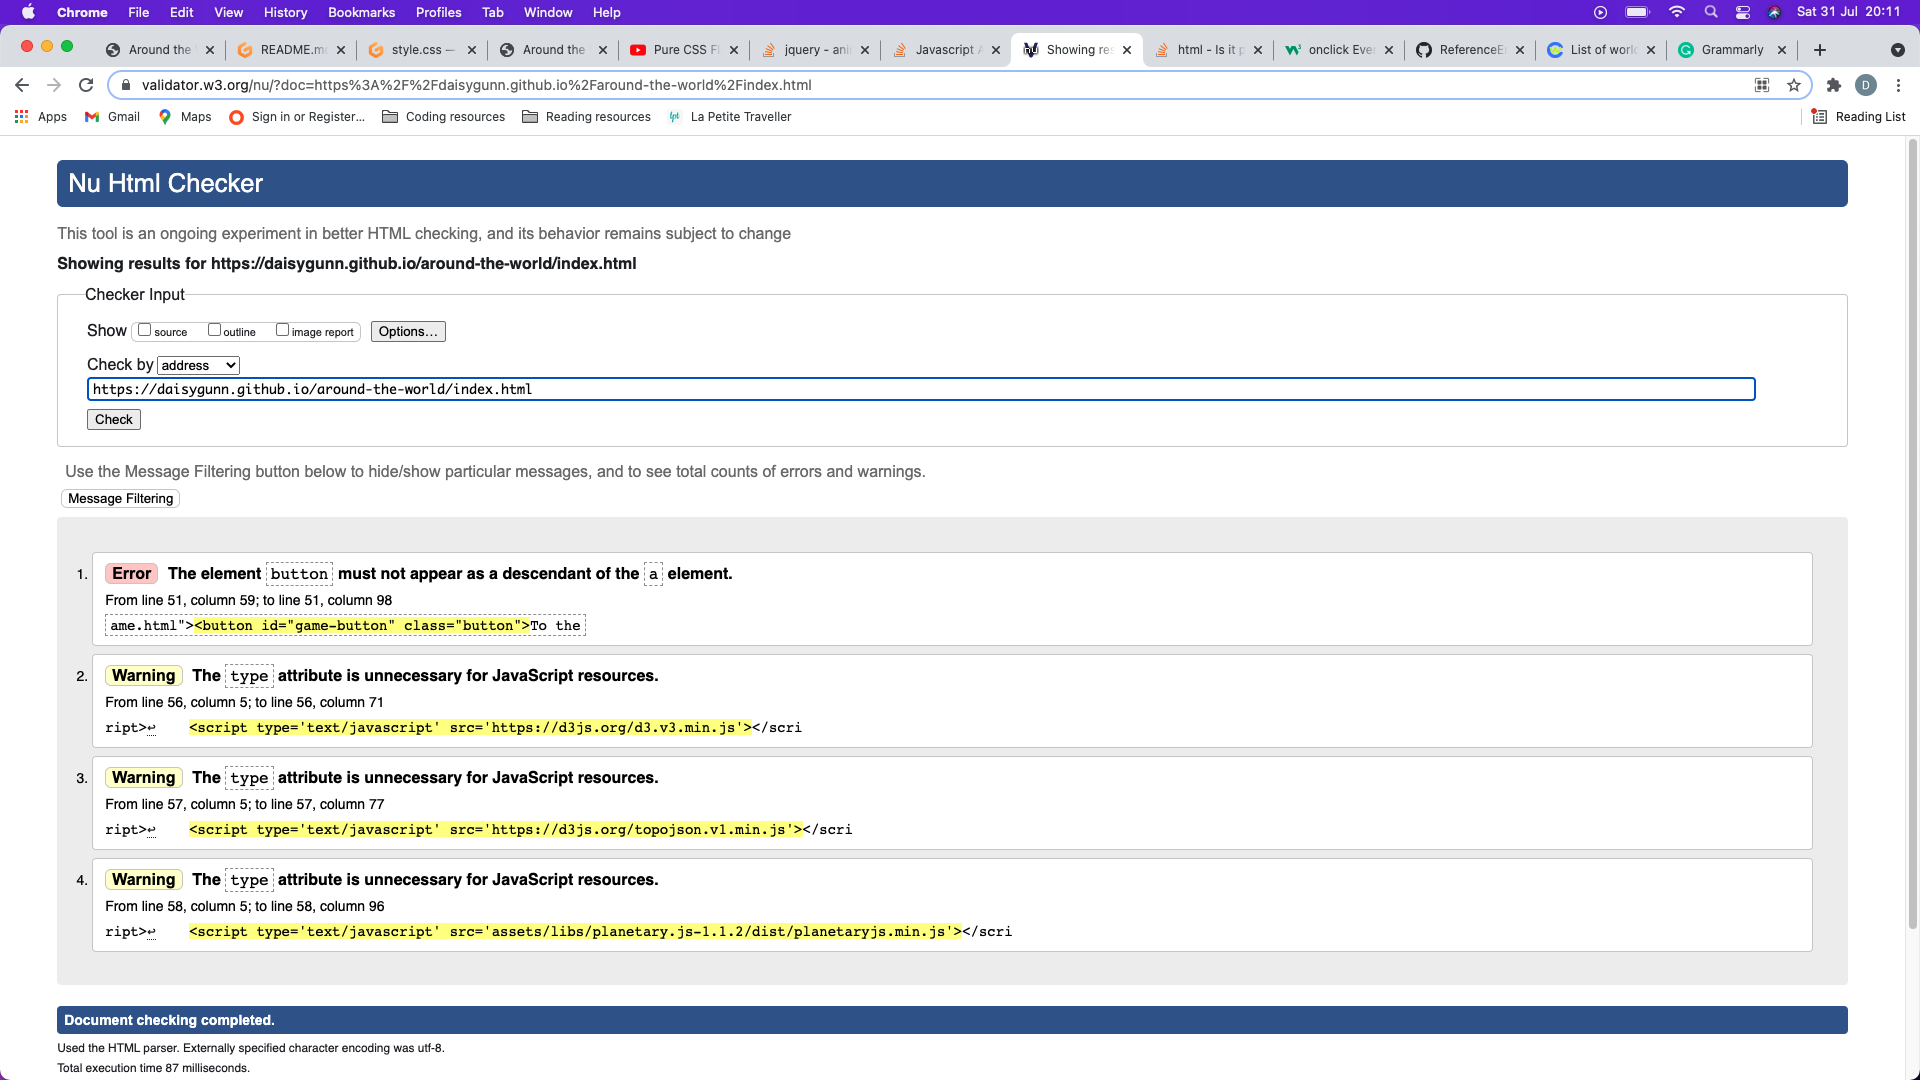 Chrome File Edit View History Bookmarks Profiles Tab Window Help Sat 31 Jul 20:11
Around the README.m style.css — Around the Pure CSS Fl jquery - ani Javascript A Showing res html - Is it p onclick Eve ReferenceE List of worl Grammarly
validator.w3.org/nu/?doc=https%3A%2F%2Fdaisygunn.github.io%2Faround-the-world%2Findex.html D
Apps Gmail Maps Sign in or Register... Coding resources Reading resources lpt La Petite Traveller Reading List
Nu Html Checker
This tool is an ongoing experiment in better HTML checking, and its behavior remains subject to change
Showing results for https://daisygunn.github.io/around-the-world/index.html
Checker Input
Show source outline image report Options...
Check by address
https://daisygunn.github.io/around-the-world/index.html
Check
Use the Message Filtering button below to hide/show particular messages, and to see total counts of errors and warnings.
Message Filtering
1. Error The element button must not appear as a descendant of the a element.
From line 51, column 59; to line 51, column 98
ame.html"><button id="game-button" class="button">To the
2. Warning The type attribute is unnecessary for JavaScript resources.
From line 56, column 5; to line 56, column 71
ript>↩ <script type='text/javascript' src='https://d3js.org/d3.v3.min.js'></scri
3. Warning The type attribute is unnecessary for JavaScript resources.
From line 57, column 5; to line 57, column 77
ript>↩ <script type='text/javascript' src='https://d3js.org/topojson.v1.min.js'></scri
4. Warning The type attribute is unnecessary for JavaScript resources.
From line 58, column 5; to line 58, column 96
ript>↩ <script type='text/javascript' src='assets/libs/planetary.js-1.1.2/dist/planetaryjs.min.js'></scri
Document checking completed.
Used the HTML parser. Externally specified character encoding was utf-8.
Total execution time 87 milliseconds.